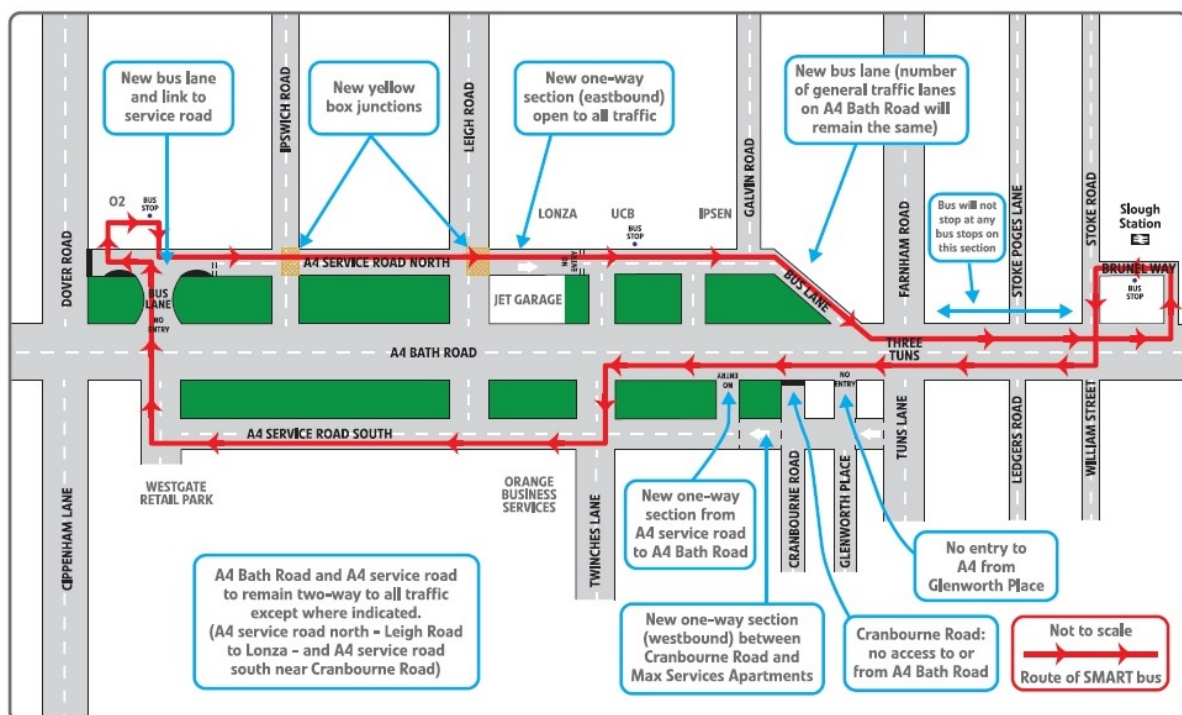 New bus lane
and link to
service road
IPSWICH ROAD
New yellow
box junctions
LEIGH ROAD
New one-way
section (eastbound)
open to all traffic
GALVIN ROAD
New bus lane (number
of general traffic lanes
on A4 Bath Road will
remain the same)
FARNHAM ROAD
Bus will not
stop at any
bus stops on
this section
STOKE POGES LANE
STOKE ROAD
Slough
Station
DOVER ROAD
O2
BUS
STOP
LONZA
UCB
BUS
STOP
IPSEN
A4 SERVICE ROAD NORTH
NO
ENTRY
BUS LANE
BRUNEL WAY
BUS
STOP
BUS
LANE
NO
ENTRY
JET GARAGE
A4 BATH ROAD
THREE
TUNS
NO
ENTRY
NO
ENTRY
A4 SERVICE ROAD SOUTH
TUNS LANE
LEDGERS ROAD
WILLIAM STREET
CIPPENHAM LANE
WESTGATE
RETAIL PARK
ORANGE
BUSINESS
SERVICES
TWINCHES LANE
New one-way
section from
A4 service road
to A4 Bath Road
CRANBOURNE ROAD
GLENWORTH PLACE
No entry to
A4 from
Glenworth Place
A4 Bath Road and A4 service road
to remain two-way to all traffic
except where indicated.
(A4 service road north – Leigh Road
to Lonza – and A4 service road
south near Cranbourne Road)
New one-way section
(westbound) between
Cranbourne Road and
Max Services Apartments
Cranbourne Road:
no access to or
from A4 Bath Road
Not to scale
Route of SMART bus